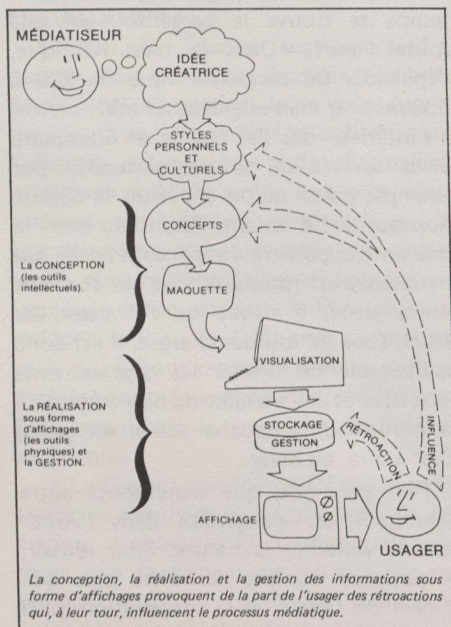 MÉDIATISEUR
IDÉE
CRÉATRICE
STYLES
PERSONNELS
ET
CULTURELS
CONCEPTS
La CONCEPTION
(les outils
intellectuels).
MAQUETTE
VISUALISATION
La RÉALISATION
sous forme
d'affichages
(les outils
physiques) et
la GESTION.
STOCKAGE
GESTION
RÉTROACTION
INFLUENCE
AFFICHAGE
USAGER
La conception, la réalisation et la gestion des informations sous
forme d'affichages provoquent de la part de l'usager des rétroactions
qui, à leur tour, influencent le processus médiatique.